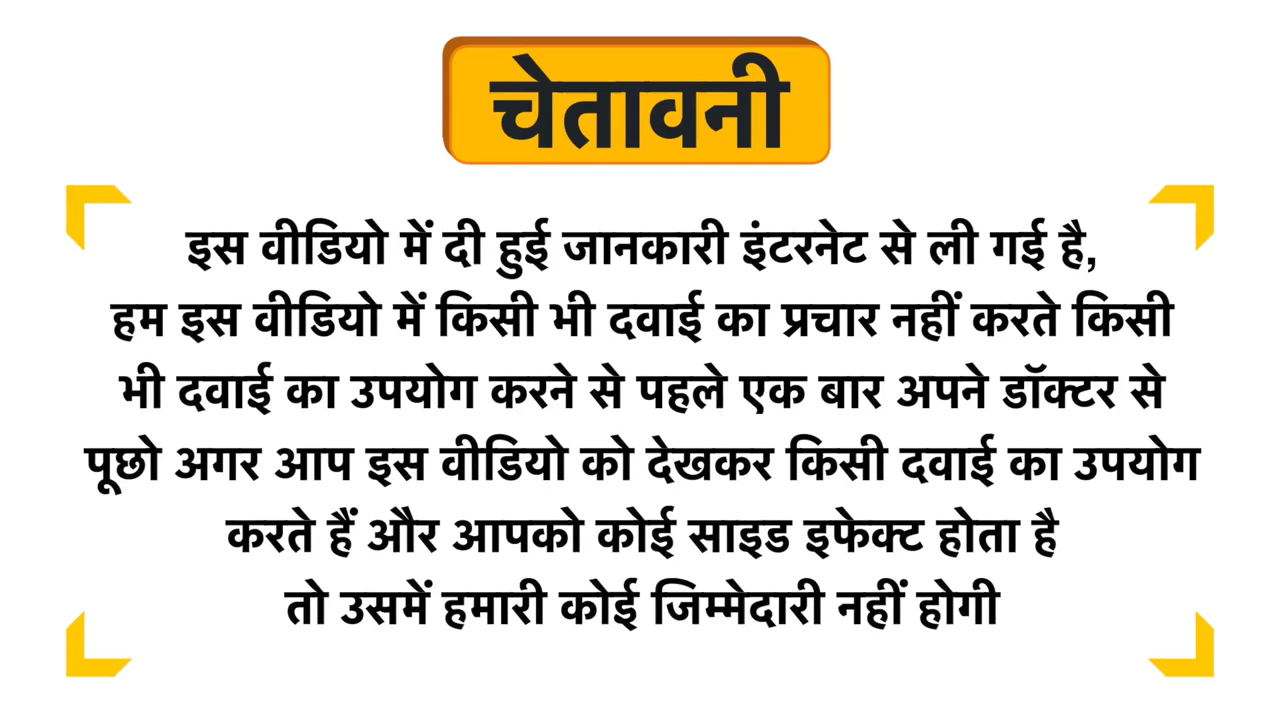 चेतावनी
इस वीडियो में दी हुई जानकारी इंटरनेट से ली गई है,
हम इस वीडियो में किसी भी दवाई का प्रचार नहीं करते किसी
भी दवाई का उपयोग करने से पहले एक बार अपने डॉक्टर से
पूछो अगर आप इस वीडियो को देखकर किसी दवाई का उपयोग
करते हैं और आपको कोई साइड इफेक्ट होता है
तो उसमें हमारी कोई जिम्मेदारी नहीं होगी